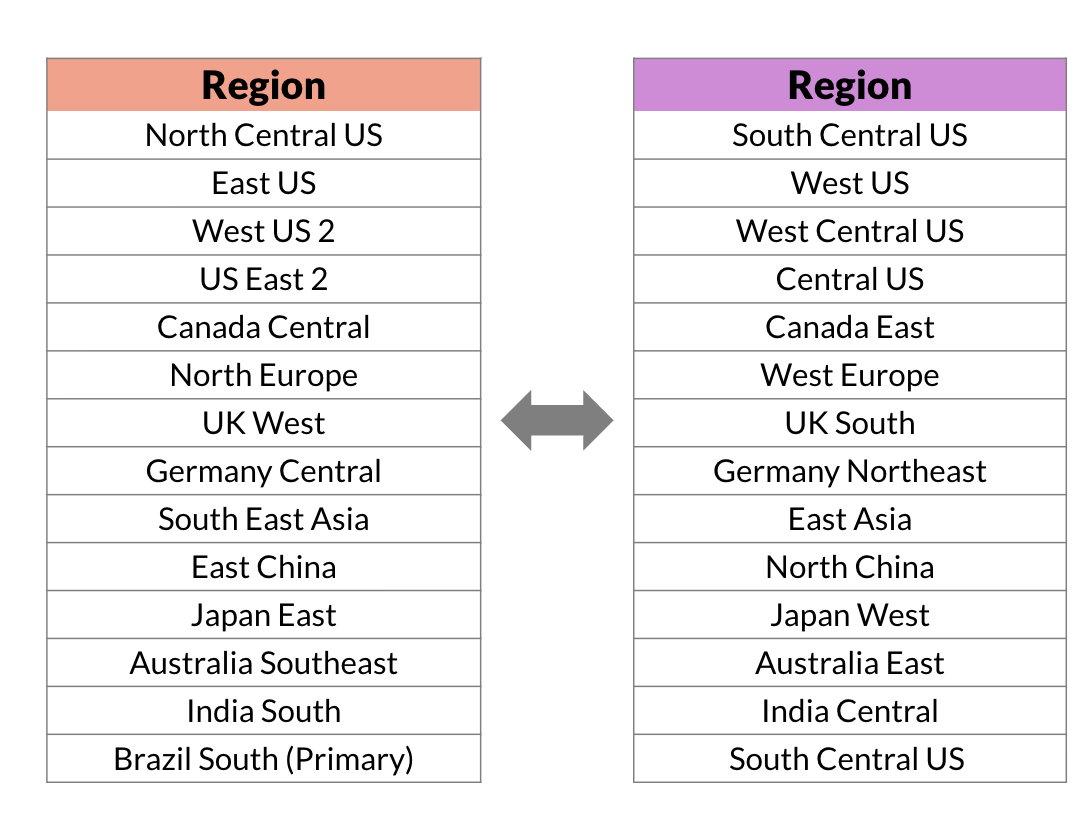 Region Region
North Central US South Central US
East US West US
West US 2 West Central US
US East 2 Central US
Canada Central Canada East
North Europe West Europe
UK West UK South
Germany Central Germany Northeast
South East Asia East Asia
East China North China
Japan East Japan West
Australia Southeast Australia East
India South India Central
Brazil South (Primary) South Central US